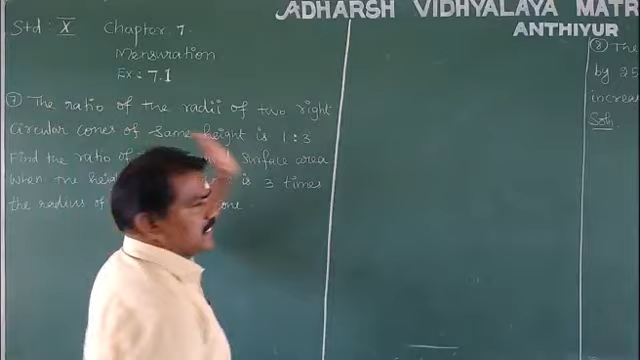 ADHARSH VIDHYALAYA MATR
ANTHIYUR
Std: X Chapter 7
Mensuration
Ex: 7.1
⑦ The ratio of the radii of two right
Circular cones of same height is 1:3
Find the ratio of surface area
when the is 3 times
the radius of
⑧ The
by 25
increas
Soln.